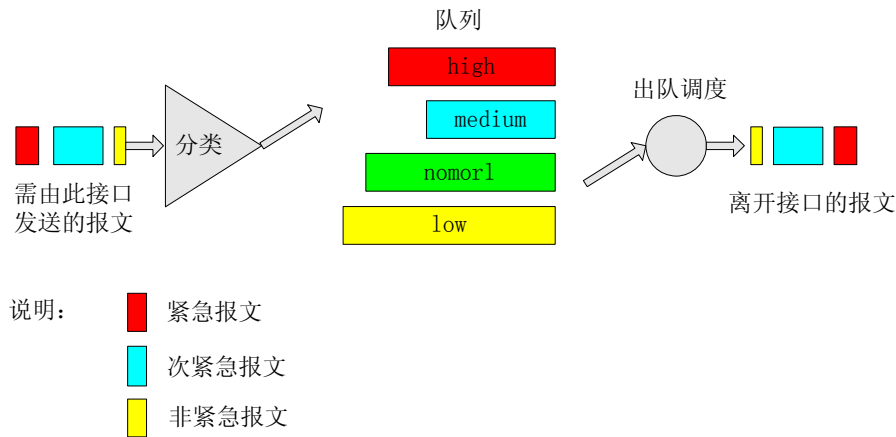 队列
high
出队调度
medium
分类
nomorl
需由此接口
发送的报文
离开接口的报文
low
说明：
紧急报文
次紧急报文
非紧急报文